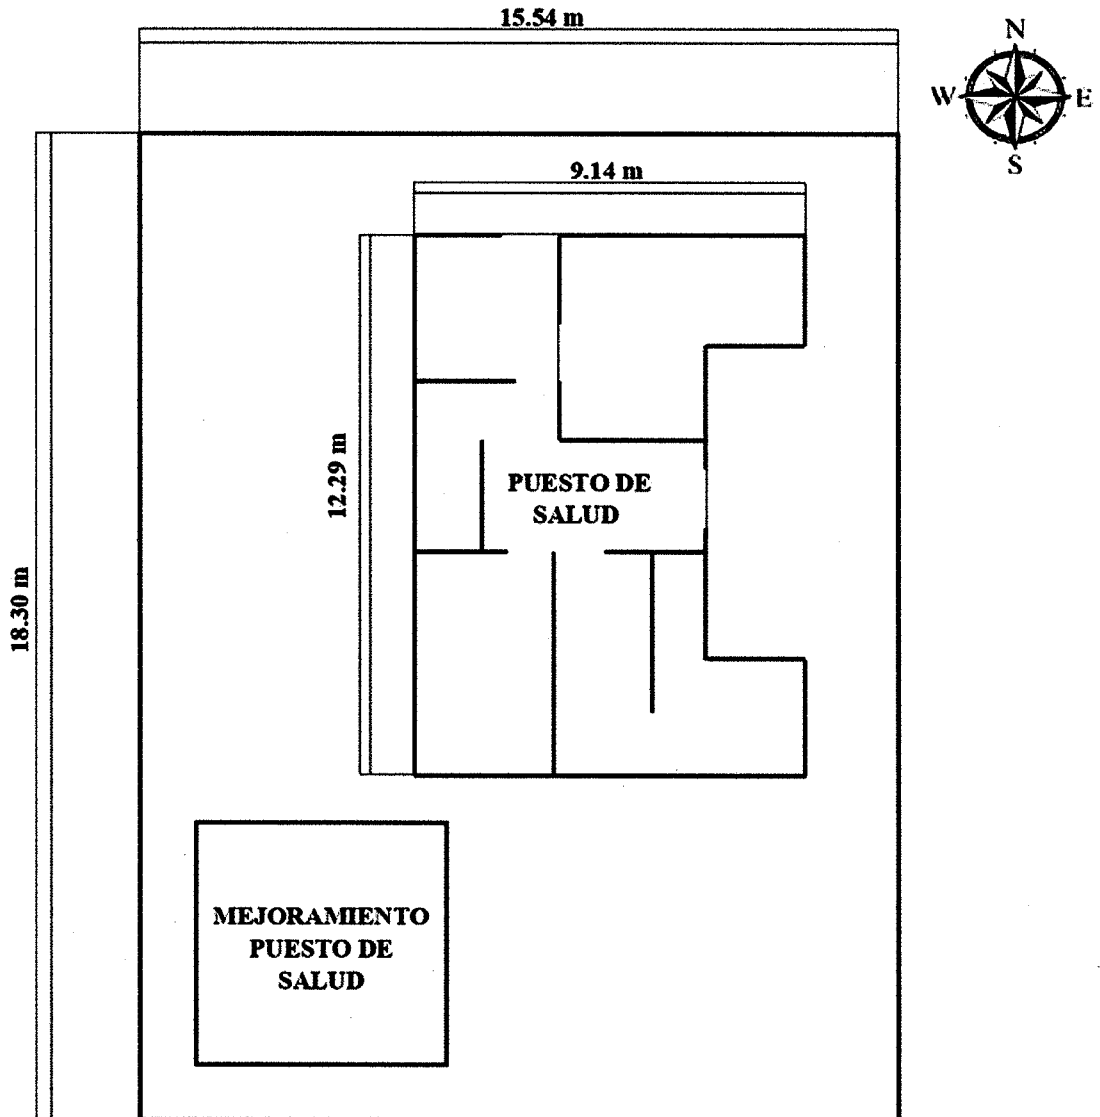 15.54 m
N
W
E
S
9.14 m
12.29 m
PUESTO DE
SALUD
18.30 m
MEJORAMIENTO
PUESTO DE
SALUD